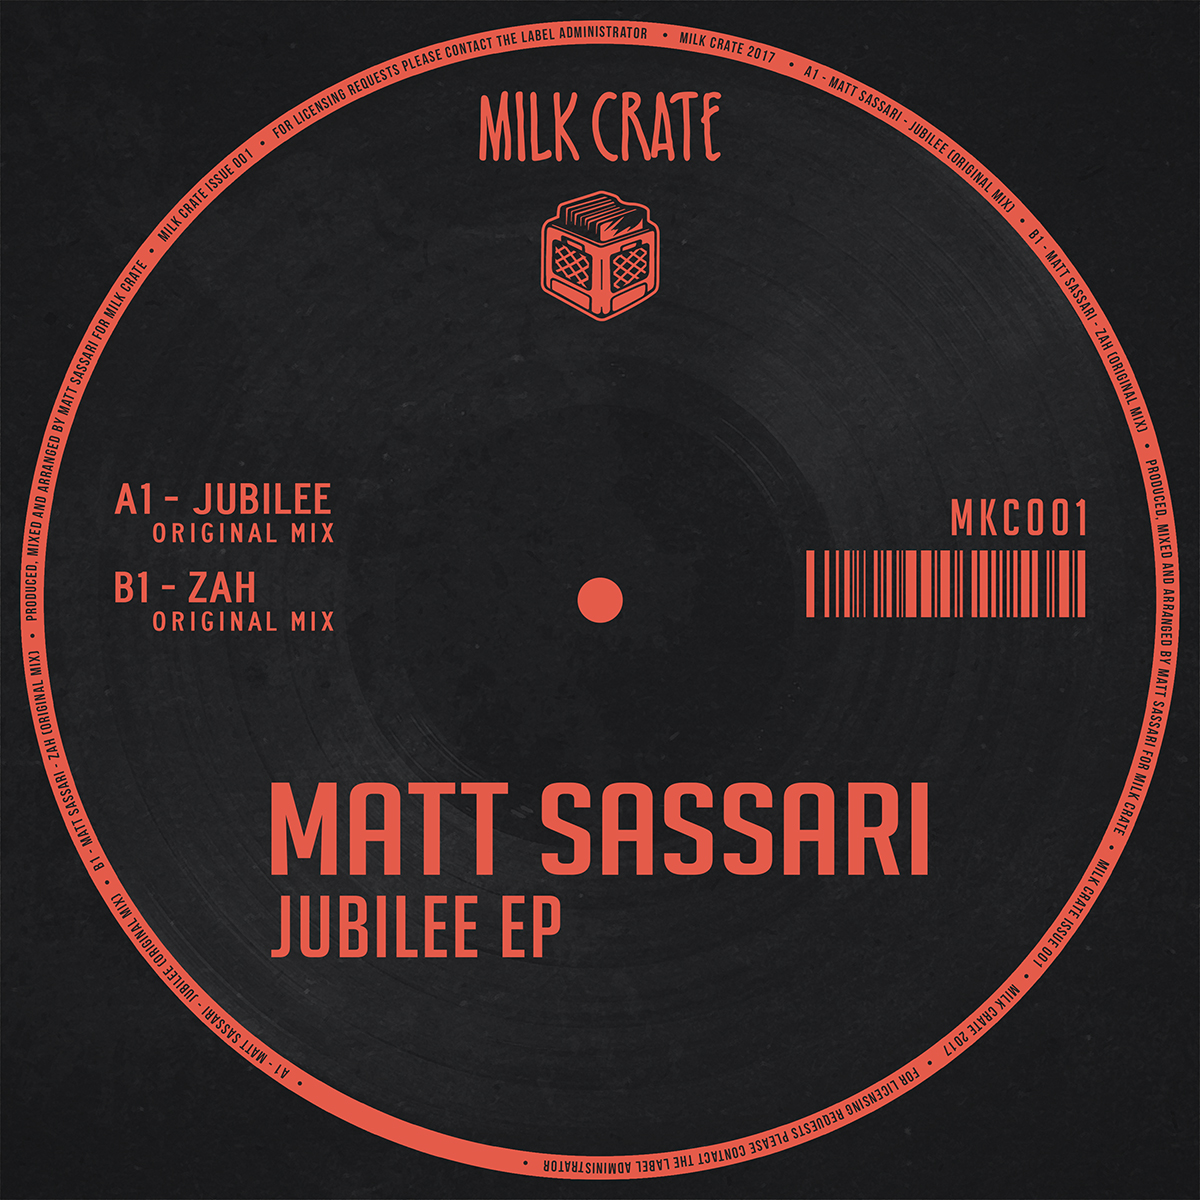 MILK CRATE
A1 - JUBILEE
ORIGINAL MIX
B1 - ZAH
ORIGINAL MIX
MKC001
MATT SASSARI
JUBILEE EP
A1 - MATT SASSARI - JUBILEE (ORIGINAL MIX) • B1 - MATT SASSARI - ZAH (ORIGINAL MIX) • PRODUCED, MIXED AND ARRANGED BY MATT SASSARI FOR MILK CRATE • MILK CRATE ISSUE 001 • FOR LICENSING REQUESTS PLEASE CONTACT THE LABEL ADMINISTRATOR • MILK CRATE 2017 • A1 - MATT SASSARI - JUBILEE (ORIGINAL MIX) • B1 - MATT SASSARI - ZAH (ORIGINAL MIX) • PRODUCED, MIXED AND ARRANGED BY MATT SASSARI FOR MILK CRATE • MILK CRATE ISSUE 001 • MILK CRATE 2017 • FOR LICENSING REQUESTS PLEASE CONTACT THE LABEL ADMINISTRATOR •